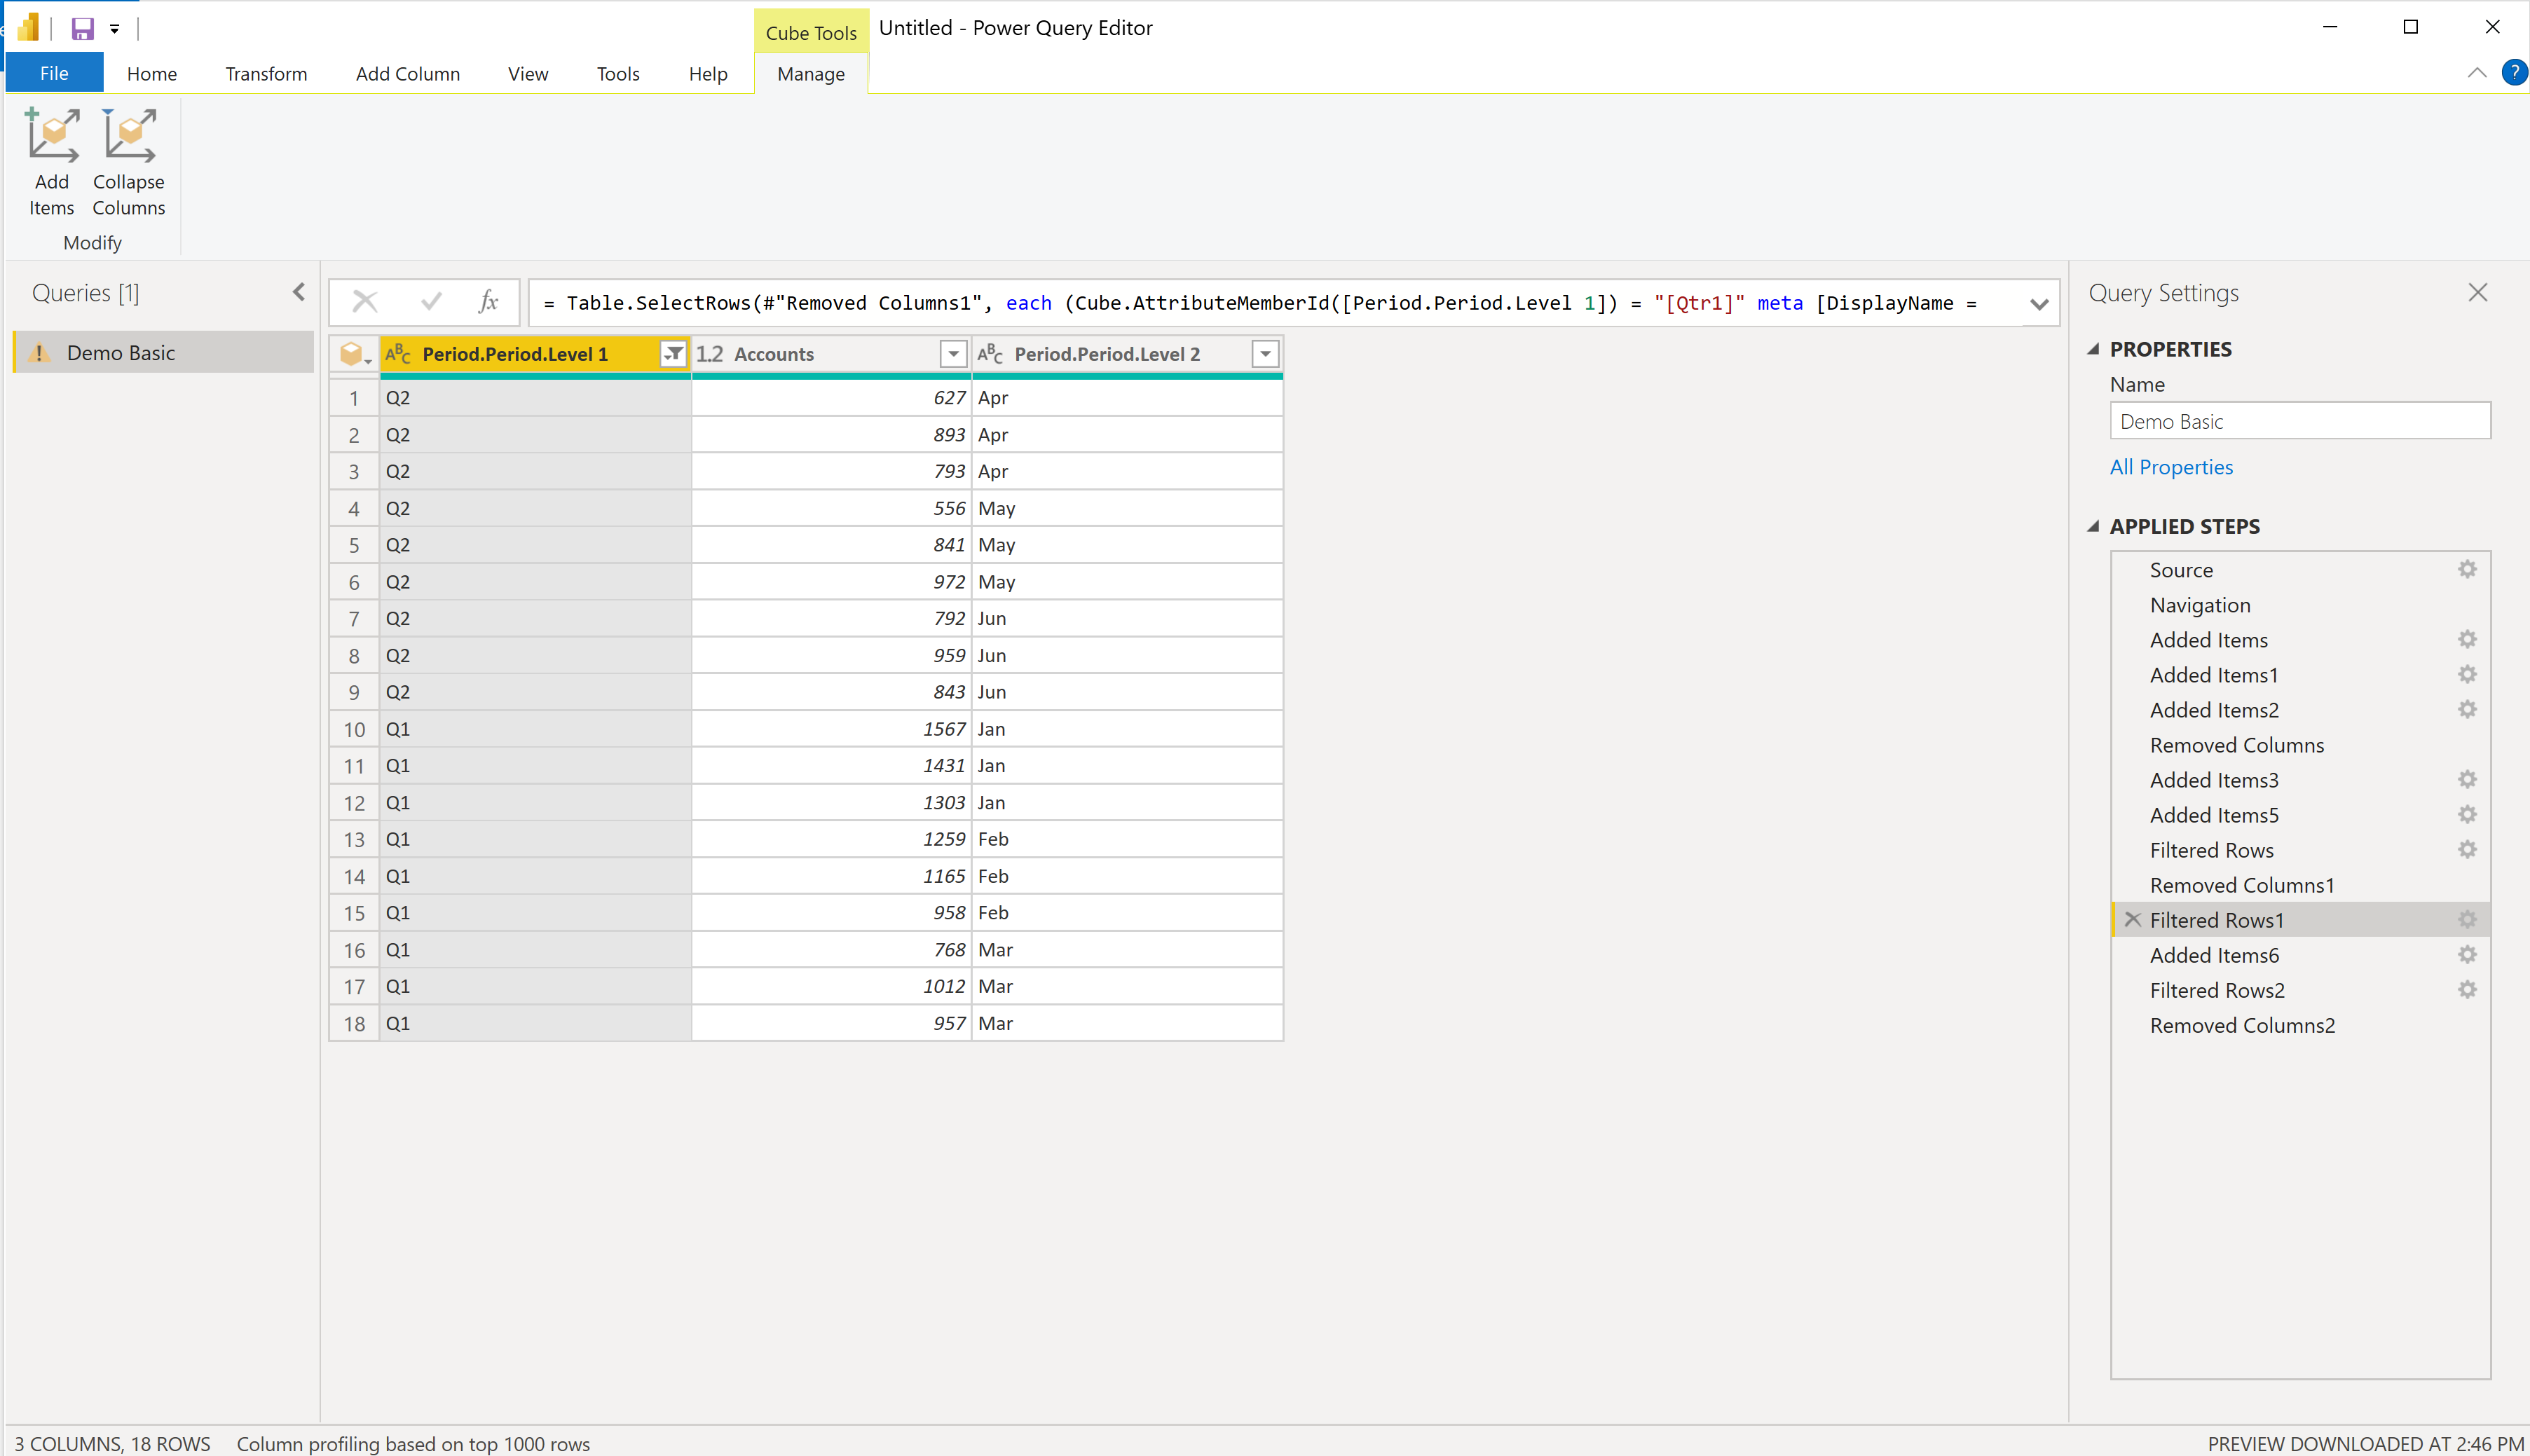 Cube Tools
Untitled - Power Query Editor
File Home Transform Add Column View Tools Help Manage
?
Add Items
Collapse Columns
Modify
Queries [1]
Demo Basic
fx
= Table.SelectRows(#"Removed Columns1", each (Cube.AttributeMemberId([Period.Period.Level 1]) = "[Qtr1]" meta [DisplayName =
ABC Period.Period.Level 1 1.2 Accounts ABC Period.Period.Level 2
1 Q2 627 Apr
2 Q2 893 Apr
3 Q2 793 Apr
4 Q2 556 May
5 Q2 841 May
6 Q2 972 May
7 Q2 792 Jun
8 Q2 959 Jun
9 Q2 843 Jun
10 Q1 1567 Jan
11 Q1 1431 Jan
12 Q1 1303 Jan
13 Q1 1259 Feb
14 Q1 1165 Feb
15 Q1 958 Feb
16 Q1 768 Mar
17 Q1 1012 Mar
18 Q1 957 Mar
Query Settings
PROPERTIES
Name
Demo Basic
All Properties
APPLIED STEPS
Source
Navigation
Added Items
Added Items1
Added Items2
Removed Columns
Added Items3
Added Items5
Filtered Rows
Removed Columns1
Filtered Rows1
Added Items6
Filtered Rows2
Removed Columns2
3 COLUMNS, 18 ROWS Column profiling based on top 1000 rows
PREVIEW DOWNLOADED AT 2:46 PM